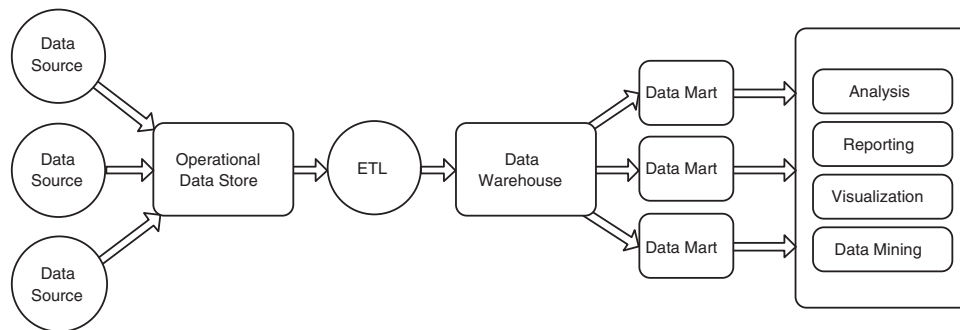 Data
Source
Data
Source
Data
Source
Operational
Data Store
ETL
Data
Warehouse
Data Mart
Data Mart
Data Mart
Analysis
Reporting
Visualization
Data Mining